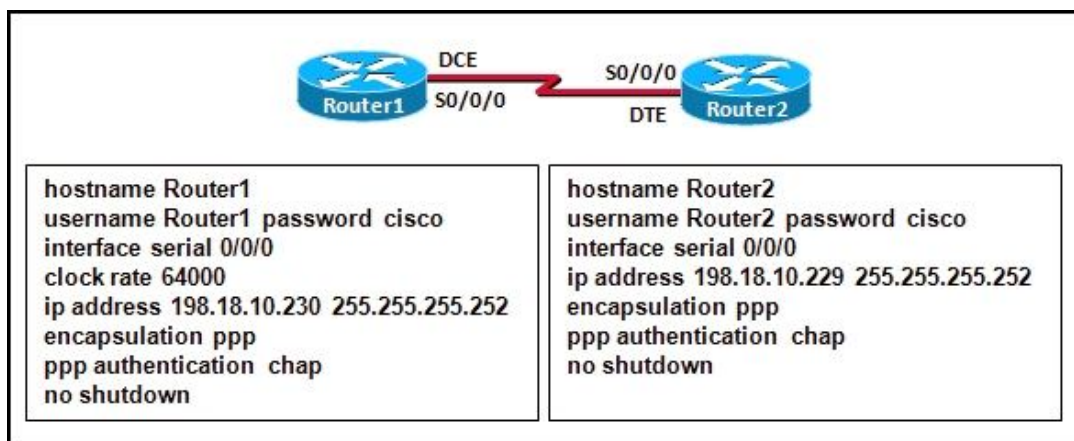 DCE
S0/0/0
S0/0/0
DTE
Router1
Router2
hostname Router1
username Router1 password cisco
interface serial 0/0/0
clock rate 64000
ip address 198.18.10.230 255.255.255.252
encapsulation ppp
ppp authentication chap
no shutdown
hostname Router2
username Router2 password cisco
interface serial 0/0/0
ip address 198.18.10.229 255.255.255.252
encapsulation ppp
ppp authentication chap
no shutdown